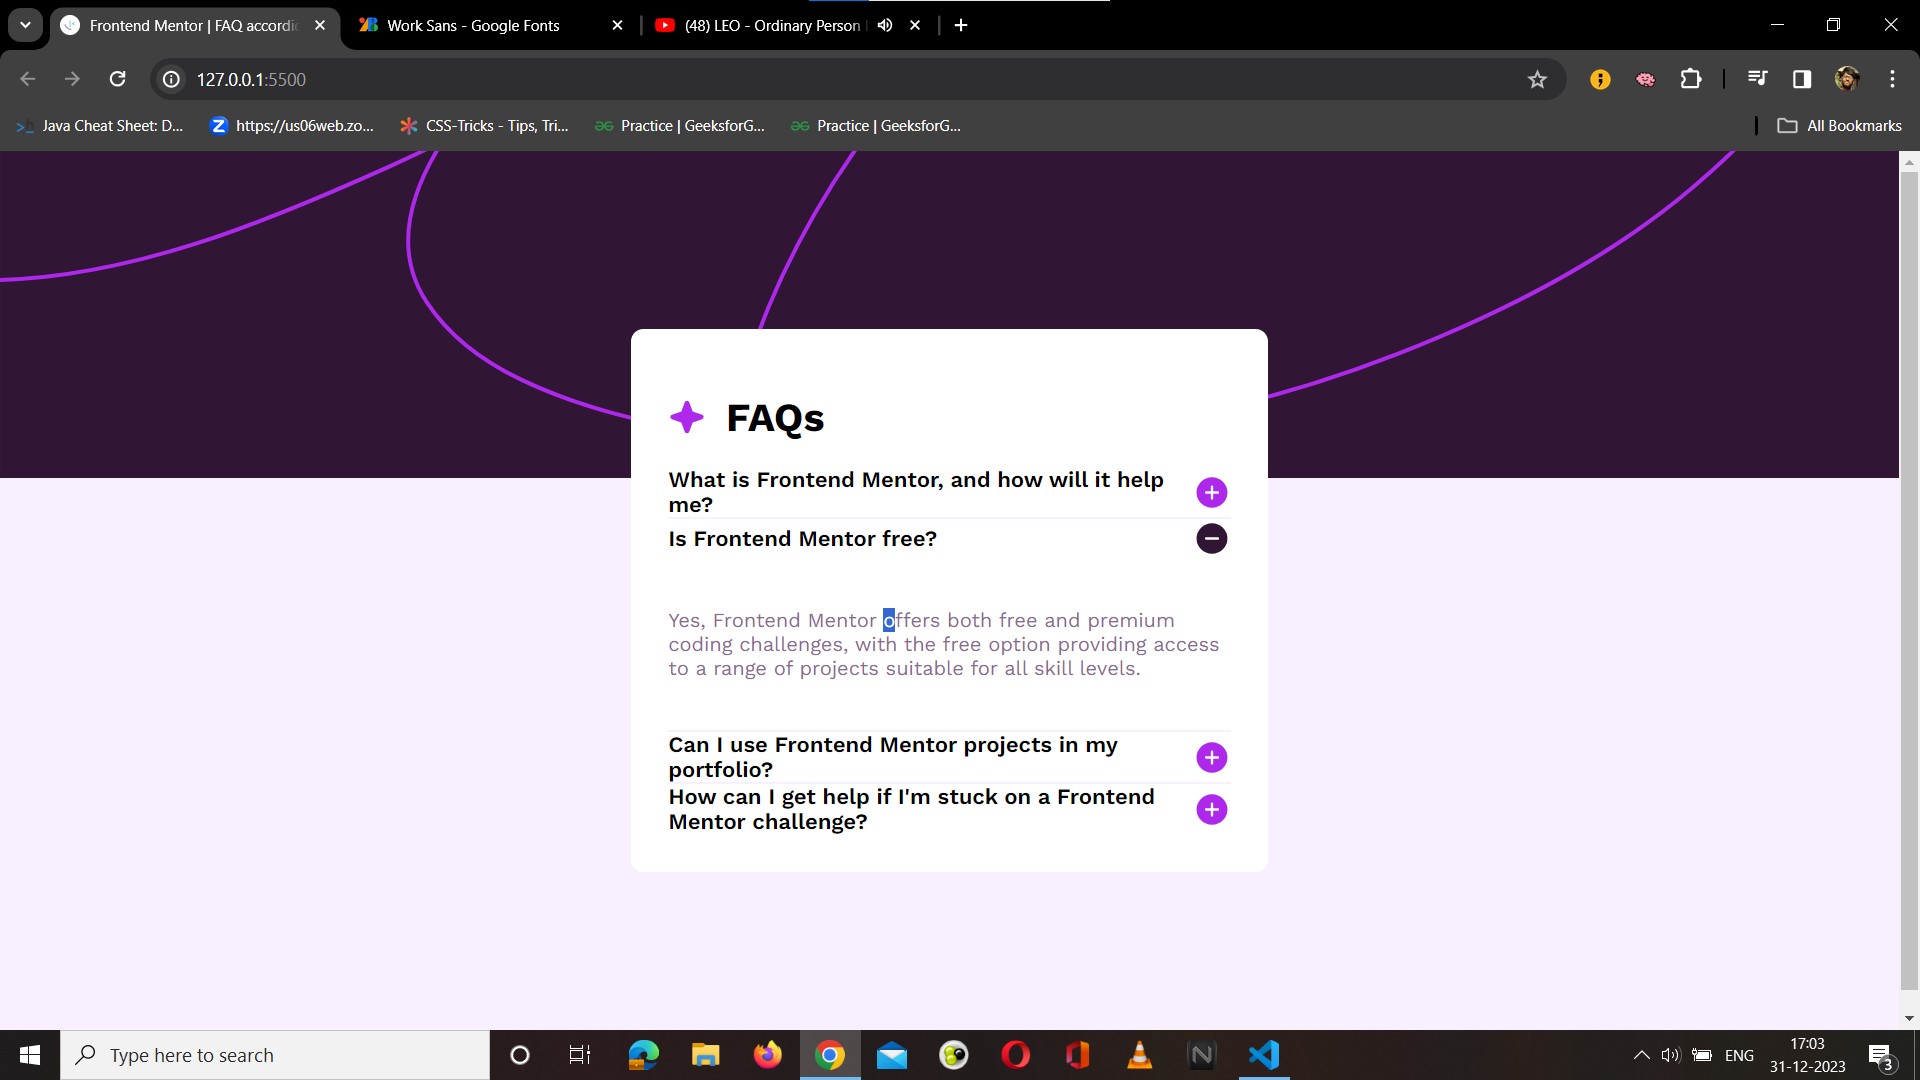 Frontend Mentor | FAQ accordi
Work Sans - Google Fonts
(48) LEO - Ordinary Person
127.0.0.1:5500
Java Cheat Sheet: D...
https://us06web.zo...
CSS-Tricks - Tips, Tri...
Practice | GeeksforG...
Practice | GeeksforG...
All Bookmarks
FAQs
What is Frontend Mentor, and how will it help
me?
Is Frontend Mentor free?
Yes, Frontend Mentor offers both free and premium
coding challenges, with the free option providing access
to a range of projects suitable for all skill levels.
Can I use Frontend Mentor projects in my
portfolio?
How can I get help if I'm stuck on a Frontend
Mentor challenge?
Type here to search
ENG
17:03
31-12-2023
3